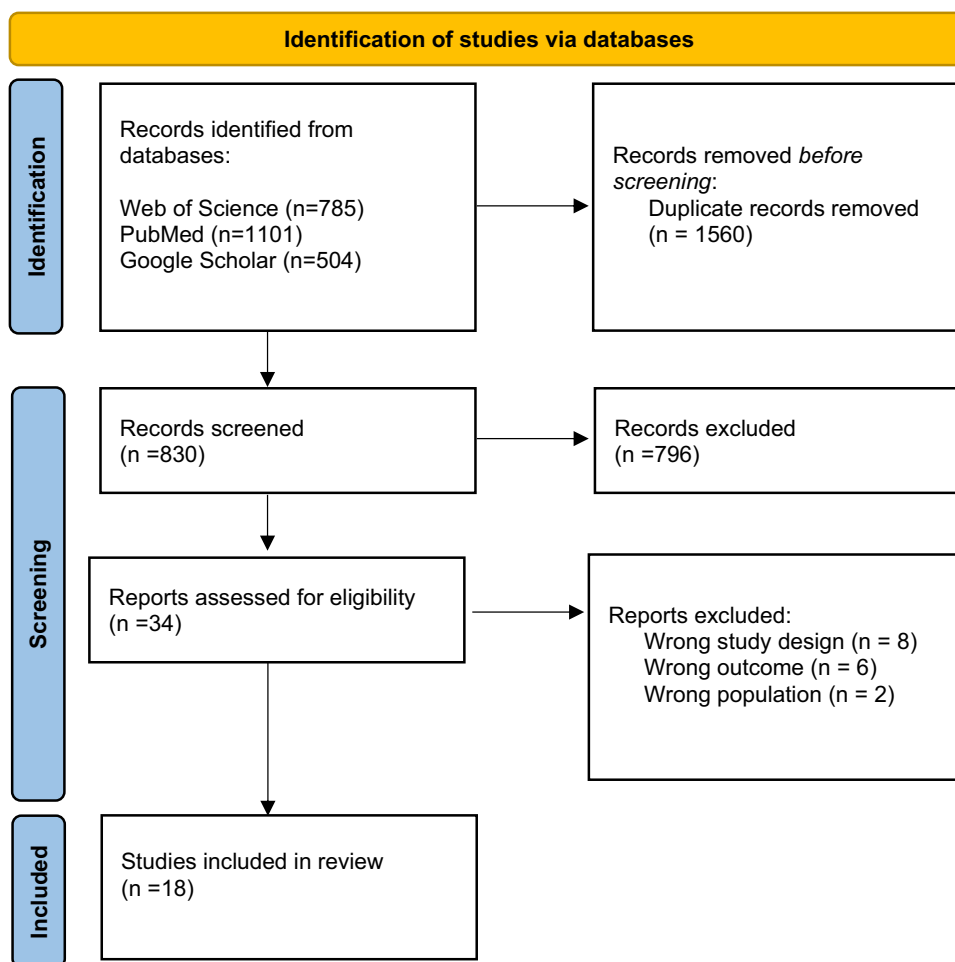 Identification of studies via databases
Identification
Records identified from
databases:
Web of Science (n=785)
PubMed (n=1101)
Google Scholar (n=504)
Records removed before
screening:
Duplicate records removed
(n = 1560)
Screening
Records screened
(n =830)
Records excluded
(n =796)
Reports assessed for eligibility
(n =34)
Reports excluded:
Wrong study design (n = 8)
Wrong outcome (n = 6)
Wrong population (n = 2)
Included
Studies included in review
(n =18)